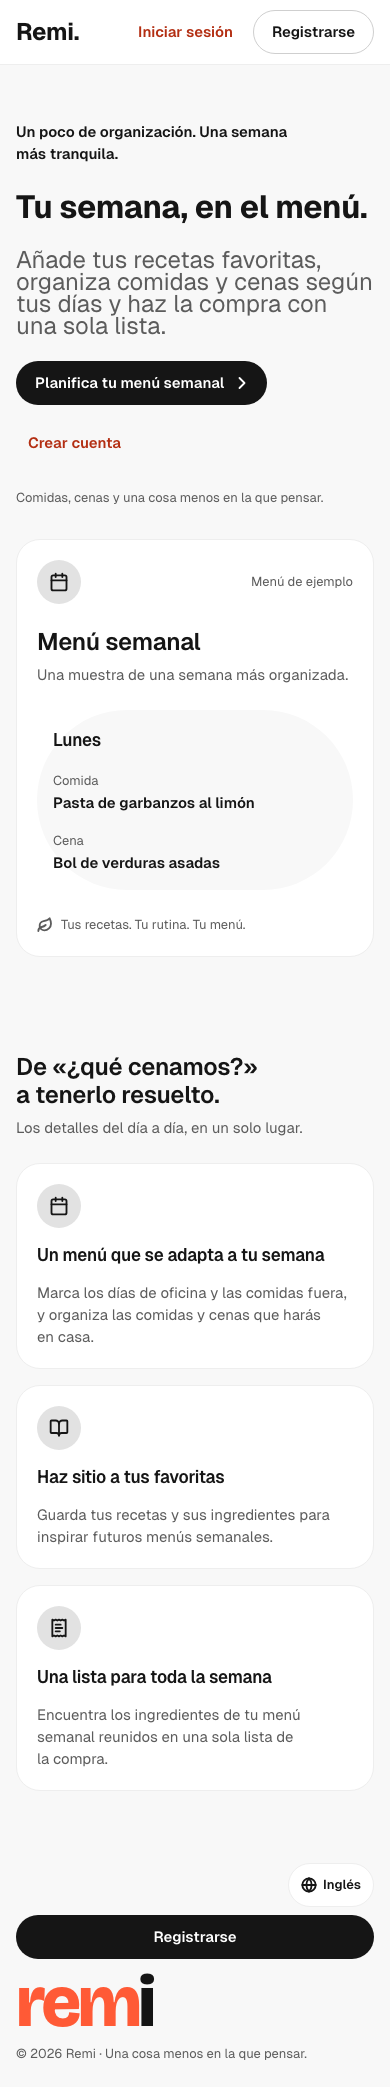 Remi.
Iniciar sesión
Registrarse
Un poco de organización. Una semana
más tranquila.
Tu semana, en el menú.
Añade tus recetas favoritas,
organiza comidas y cenas según
tus días y haz la compra con
una sola lista.
Planifica tu menú semanal
Crear cuenta
Comidas, cenas y una cosa menos en la que pensar.
Menú de ejemplo
Menú semanal
Una muestra de una semana más organizada.
Lunes
Comida
Pasta de garbanzos al limón
Cena
Bol de verduras asadas
Tus recetas. Tu rutina. Tu menú.
De «¿qué cenamos?»
a tenerlo resuelto.
Los detalles del día a día, en un solo lugar.
Un menú que se adapta a tu semana
Marca los días de oficina y las comidas fuera,
y organiza las comidas y cenas que harás
en casa.
Haz sitio a tus favoritas
Guarda tus recetas y sus ingredientes para
inspirar futuros menús semanales.
Una lista para toda la semana
Encuentra los ingredientes de tu menú
semanal reunidos en una sola lista de
la compra.
Inglés
Registrarse
remi
© 2026 Remi · Una cosa menos en la que pensar.